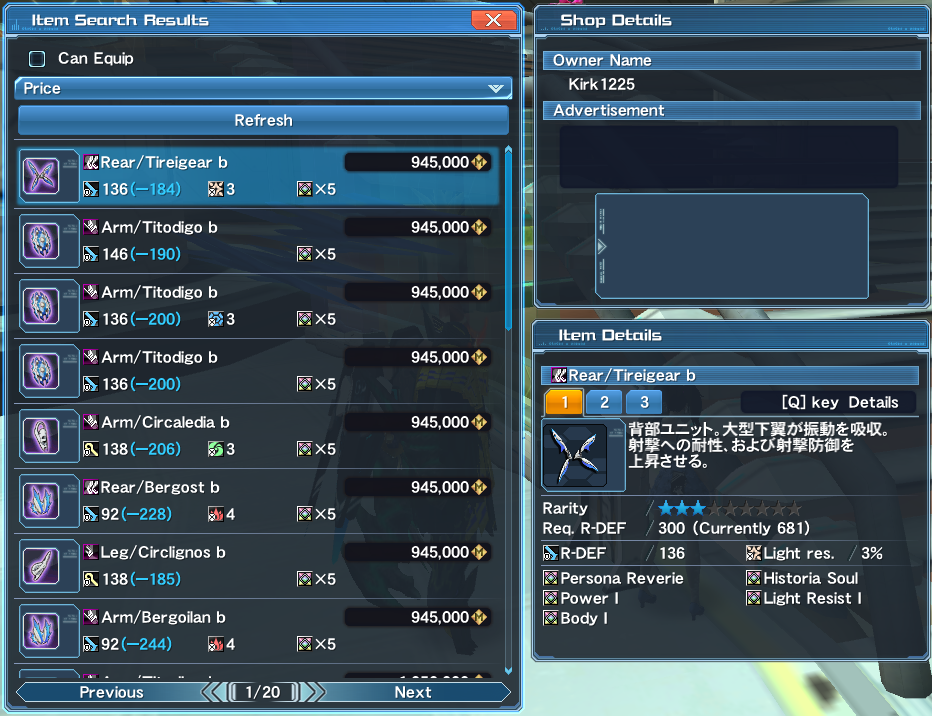 Item Search Results
Can Equip
Price
Refresh
Rear/Tireigear b 945,000
136(−184) 3 ×5
Arm/Titodigo b 945,000
146(−190) ×5
Arm/Titodigo b 945,000
136(−200) 3 ×5
Arm/Titodigo b 945,000
136(−200) ×5
Arm/Circaledia b 945,000
138(−206) 3 ×5
Rear/Bergost b 945,000
92(−228) 4 ×5
Leg/Circlignos b 945,000
138(−185) ×5
Arm/Bergoilan b 945,000
92(−244) 4 ×5
Previous 1/20 Next
Shop Details
Owner Name
Kirk1225
Advertisement
Item Details
Rear/Tireigear b
1 2 3 [Q] key Details
背部ユニット。大型下翼が振動を吸収。
射撃への耐性、および射撃防御を
上昇させる。
Rarity / ★★★★★★★★★★
Req. R-DEF / 300 (Currently 681)
R-DEF / 136 Light res. / 3%
Persona Reverie Historia Soul
Power I Light Resist I
Body I